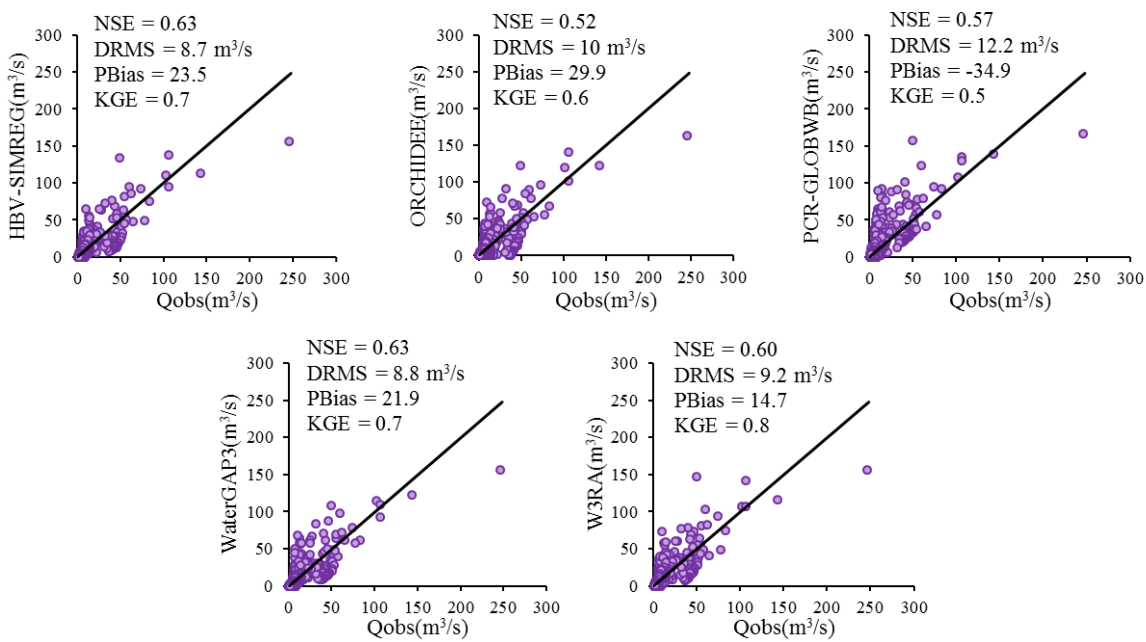 NSE = 0.63
DRMS = 8.7 m³/s
PBias = 23.5
KGE = 0.7
HBV-SIMREG(m³/s)
300
250
200
150
100
50
0
0 50 100 150 200 250 300
Qobs(m³/s)
NSE = 0.52
DRMS = 10 m³/s
PBias = 29.9
KGE = 0.6
ORCHIDEE(m³/s)
300
250
200
150
100
50
0
0 50 100 150 200 250 300
Qobs(m³/s)
NSE = 0.57
DRMS = 12.2 m³/s
PBias = -34.9
KGE = 0.5
PCR-GLOBWB(m³/s)
300
250
200
150
100
50
0
0 50 100 150 200 250 300
Qobs(m³/s)
NSE = 0.63
DRMS = 8.8 m³/s
PBias = 21.9
KGE = 0.7
WaterGAP3(m³/s)
300
250
200
150
100
50
0
0 50 100 150 200 250 300
Qobs(m³/s)
NSE = 0.60
DRMS = 9.2 m³/s
PBias = 14.7
KGE = 0.8
W3RA(m³/s)
300
250
200
150
100
50
0
0 50 100 150 200 250 300
Qobs(m³/s)